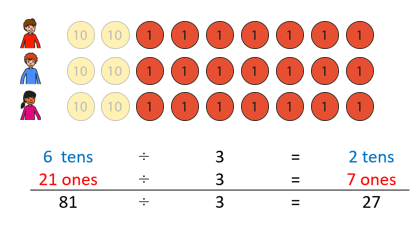 10 10 1 1 1 1 1 1 1
10 10 1 1 1 1 1 1 1
10 10 1 1 1 1 1 1 1
6 tens ÷ 3 = 2 tens
21 ones ÷ 3 = 7 ones
81 ÷ 3 = 27